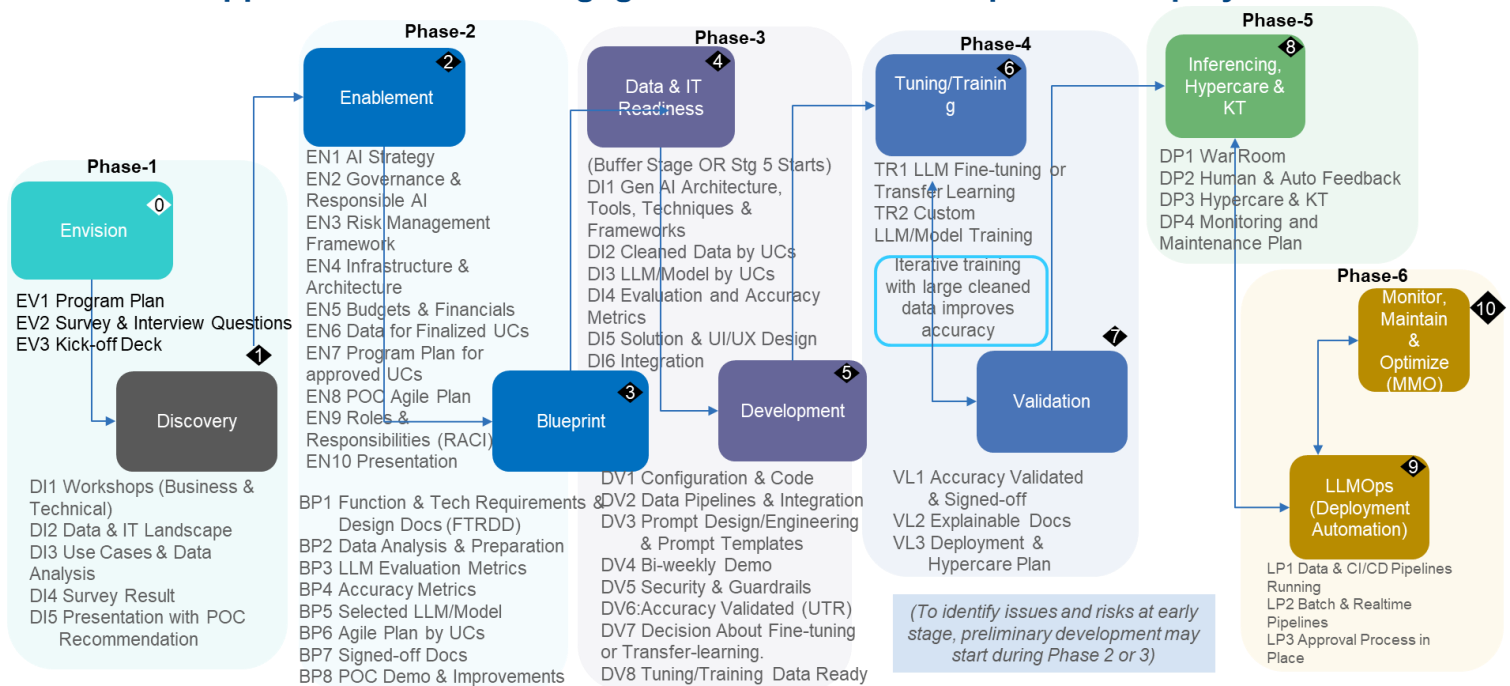 Phase-1
0
Envision
EV1 Program Plan
EV2 Survey & Interview Questions
EV3 Kick-off Deck
1
Discovery
DI1 Workshops (Business &
Technical)
DI2 Data & IT Landscape
DI3 Use Cases & Data
Analysis
DI4 Survey Result
DI5 Presentation with POC
Recommendation
Phase-2
2
Enablement
EN1 AI Strategy
EN2 Governance &
Responsible AI
EN3 Risk Management
Framework
EN4 Infrastructure &
Architecture
EN5 Budgets & Financials
EN6 Data for Finalized UCs
EN7 Program Plan for
approved UCs
EN8 POC Agile Plan
EN9 Roles &
Responsibilities (RACI)
EN10 Presentation
3
Blueprint
BP1 Function & Tech Requirements &
Design Docs (FTRDD)
BP2 Data Analysis & Preparation
BP3 LLM Evaluation Metrics
BP4 Accuracy Metrics
BP5 Selected LLM/Model
BP6 Agile Plan by UCs
BP7 Signed-off Docs
BP8 POC Demo & Improvements
Phase-3
4
Data & IT
Readiness
(Buffer Stage OR Stg 5 Starts)
DI1 Gen AI Architecture,
Tools, Techniques &
Frameworks
DI2 Cleaned Data by UCs
DI3 LLM/Model by UCs
DI4 Evaluation and Accuracy
Metrics
DI5 Solution & UI/UX Design
DI6 Integration
5
Development
DV1 Configuration & Code
DV2 Data Pipelines & Integration
DV3 Prompt Design/Engineering
& Prompt Templates
DV4 Bi-weekly Demo
DV5 Security & Guardrails
DV6:Accuracy Validated (UTR)
DV7 Decision About Fine-tuning
or Transfer-learning.
DV8 Tuning/Training Data Ready
Phase-4
6
Tuning/Trainin
g
TR1 LLM Fine-tuning or
Transfer Learning
TR2 Custom
LLM/Model Training
Iterative training
with large cleaned
data improves
accuracy
7
Validation
VL1 Accuracy Validated
& Signed-off
VL2 Explainable Docs
VL3 Deployment &
Hypercare Plan
(To identify issues and risks at early
stage, preliminary development may
start during Phase 2 or 3)
Phase-5
8
Inferencing,
Hypercare &
KT
DP1 War Room
DP2 Human & Auto Feedback
DP3 Hypercare & KT
DP4 Monitoring and
Maintenance Plan
Phase-6
10
Monitor,
Maintain
&
Optimize
(MMO)
9
LLMOps
(Deployment
Automation)
LP1 Data & CI/CD Pipelines
Running
LP2 Batch & Realtime
Pipelines
LP3 Approval Process in
Place